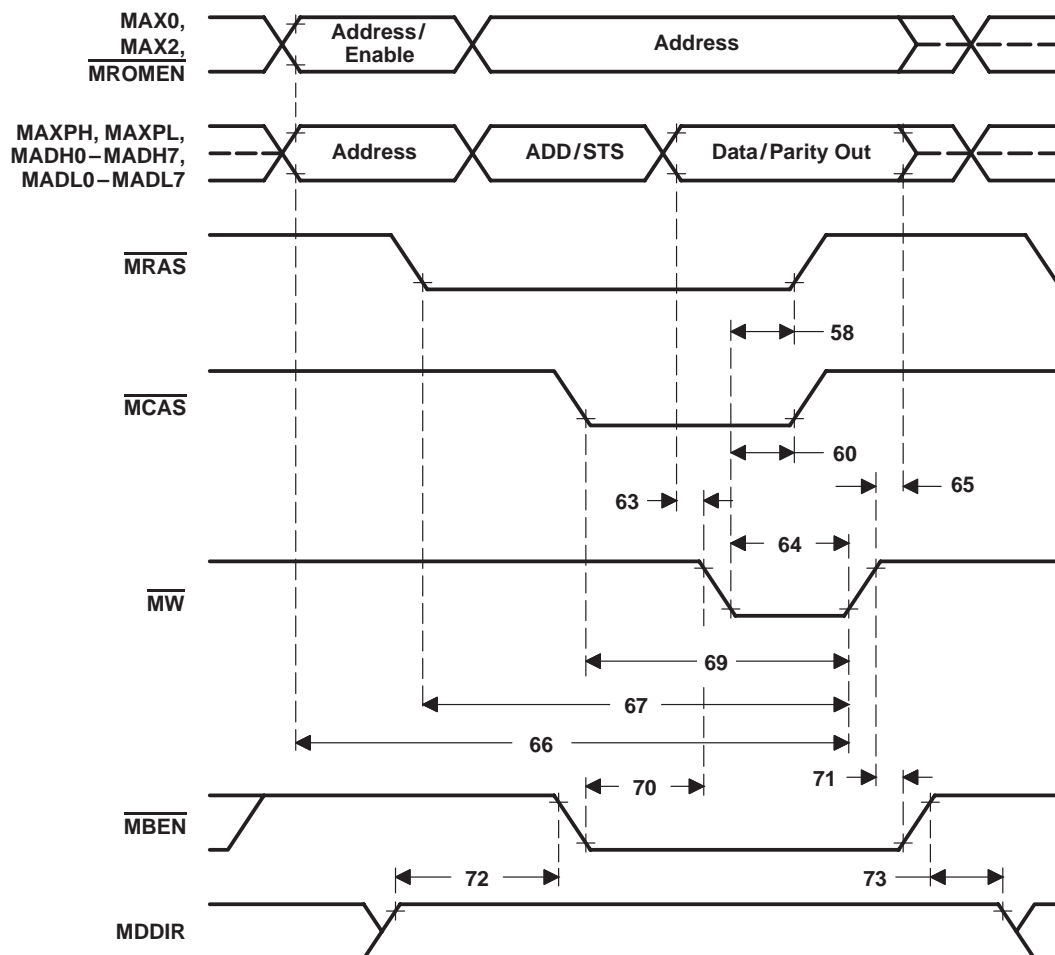 MAX0,
MAX2,
MROMEN
Address/
Enable
Address
MAXPH, MAXPL,
MADH0–MADH7,
MADL0–MADL7
Address
ADD/STS
Data/Parity Out
MRAS
58
MCAS
60
63
65
64
MW
69
67
66
70
71
MBEN
72
73
MDDIR